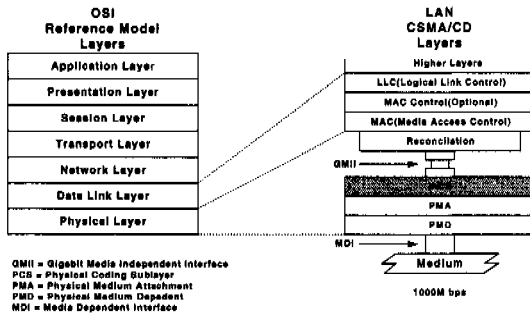 OSI
Reference Model
Layers
Application Layer
Presentation Layer
Session Layer
Transport Layer
Network Layer
Data Link Layer
Physical Layer
LAN
CSMA/CD
Layers
Higher Layers
LLC(Logical Link Control)
MAC Control(Optional)
MAC(Media Access Control)
Reconcilation
GMII
PMA
PMD
MDI
Medium
1000M bps
GMII = Gigabit Media Independent Interface
PCS = Physical Coding Sublayer
PMA = Physical Medium Attachment
PMD = Physical Medium Depedent
MDI = Media Dependent Interface